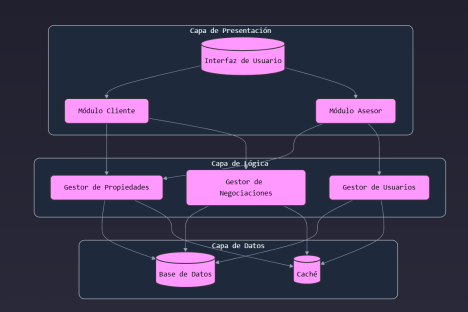 Capa de Presentación
Interfaz de Usuario
Módulo Cliente
Módulo Asesor
Capa de Lógica
Gestor de Propiedades
Gestor de
Negociaciones
Gestor de Usuarios
Capa de Datos
Base de Datos
Caché